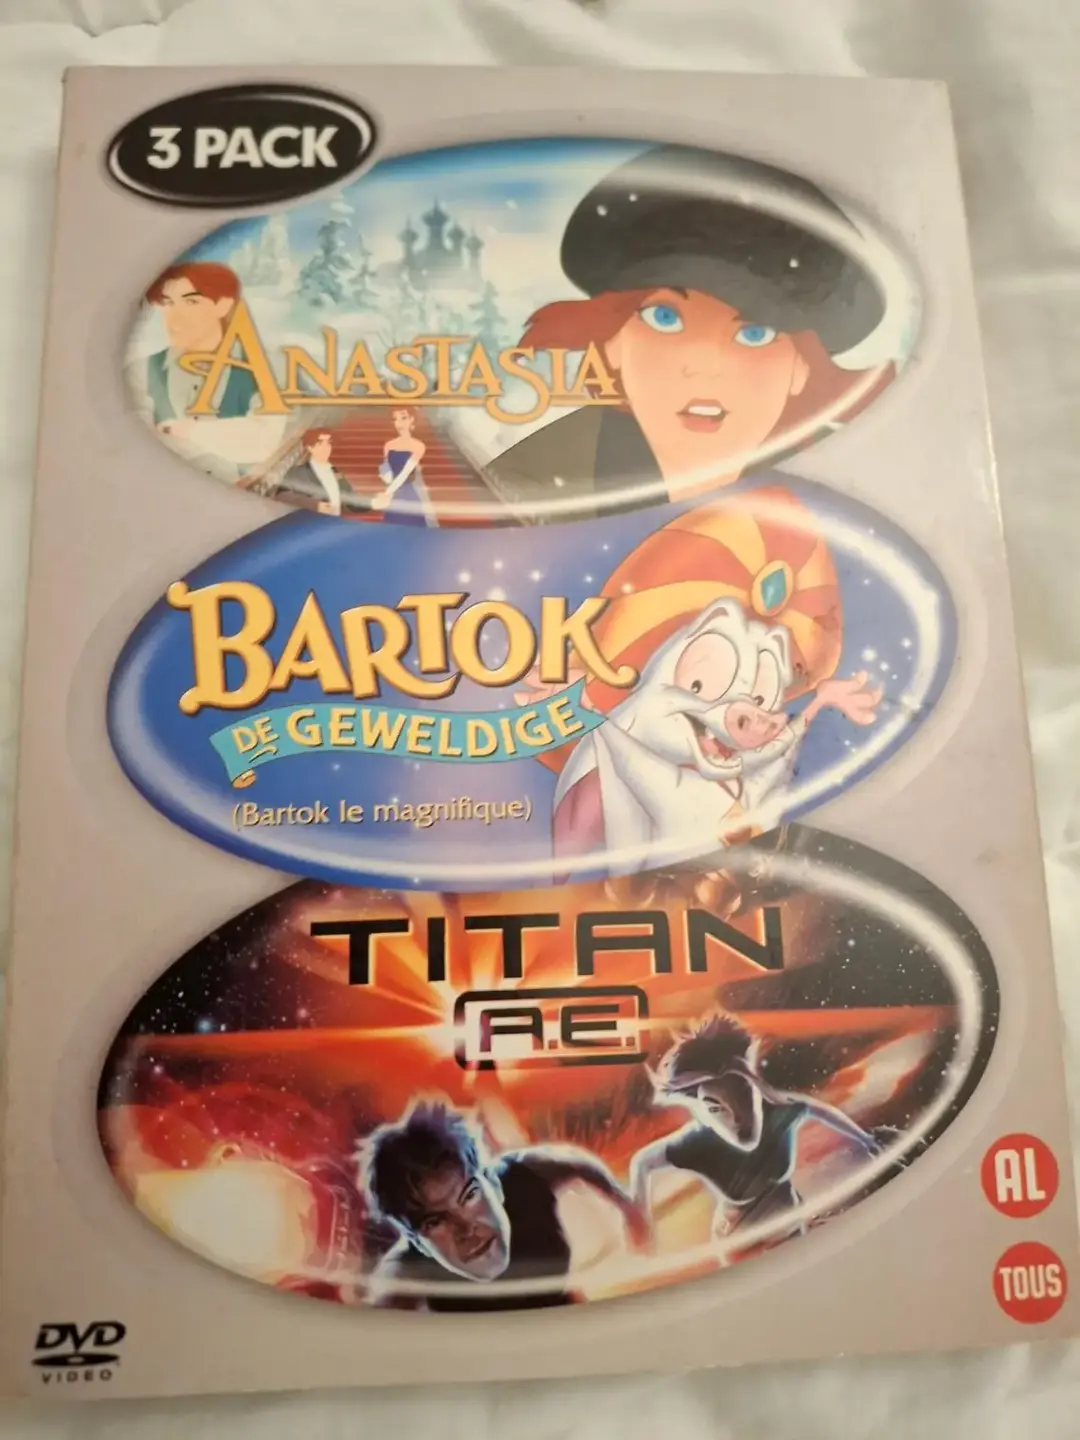 3 PACK
ANASTASIA
BARTOK
DE GEWELDIGE
(Bartok le magnifique)
TITAN
A.E.
AL
TOUS
DVD
VIDEO